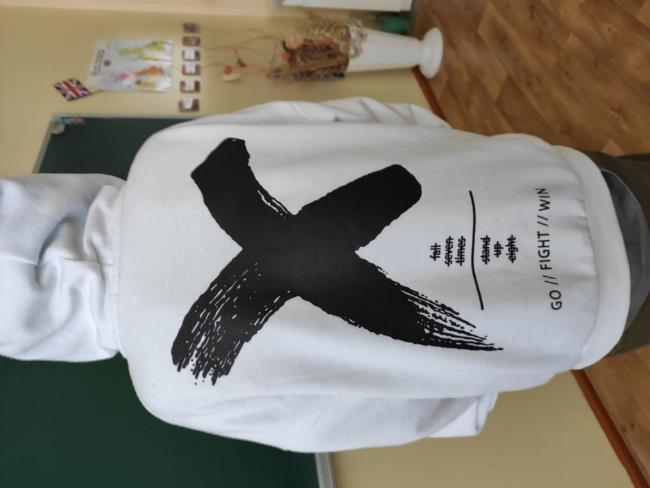 fall
seven
times
stand
up
eight
GO // FIGHT // WIN